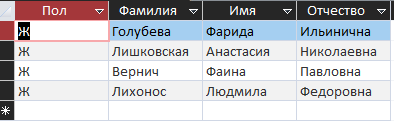 Пол Фамилия Имя Отчество
Ж Голубева Фарида Ильинична
Ж Лишковская Анастасия Николаевна
Ж Вернич Фаина Павловна
Ж Лихонос Людмила Федоровна